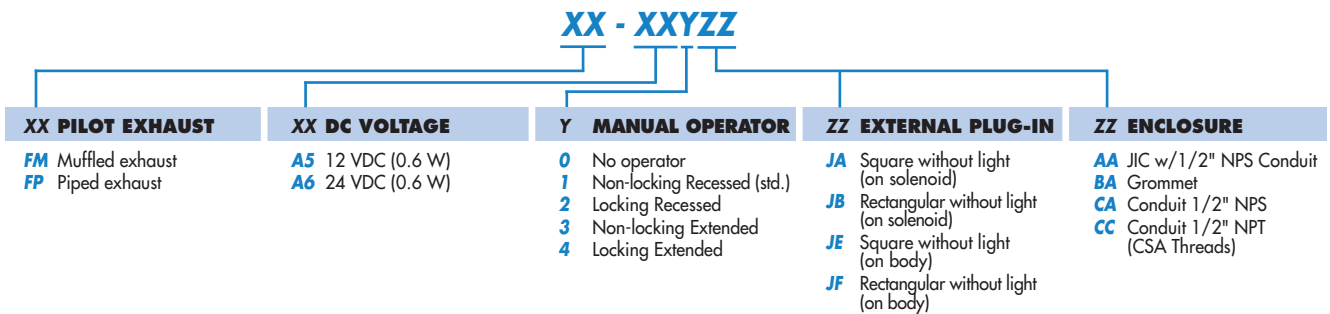 XX - XXYZZ
XX PILOT EXHAUST
FM Muffled exhaust
FP Piped exhaust
XX DC VOLTAGE
A5 12 VDC (0.6 W)
A6 24 VDC (0.6 W)
Y MANUAL OPERATOR
0 No operator
1 Non-locking Recessed (std.)
2 Locking Recessed
3 Non-locking Extended
4 Locking Extended
ZZ EXTERNAL PLUG-IN
JA Square without light
(on solenoid)
JB Rectangular without light
(on solenoid)
JE Square without light
(on body)
JF Rectangular without light
(on body)
ZZ ENCLOSURE
AA JIC w/1/2" NPS Conduit
BA Grommet
CA Conduit 1/2" NPS
CC Conduit 1/2" NPT
(CSA Threads)